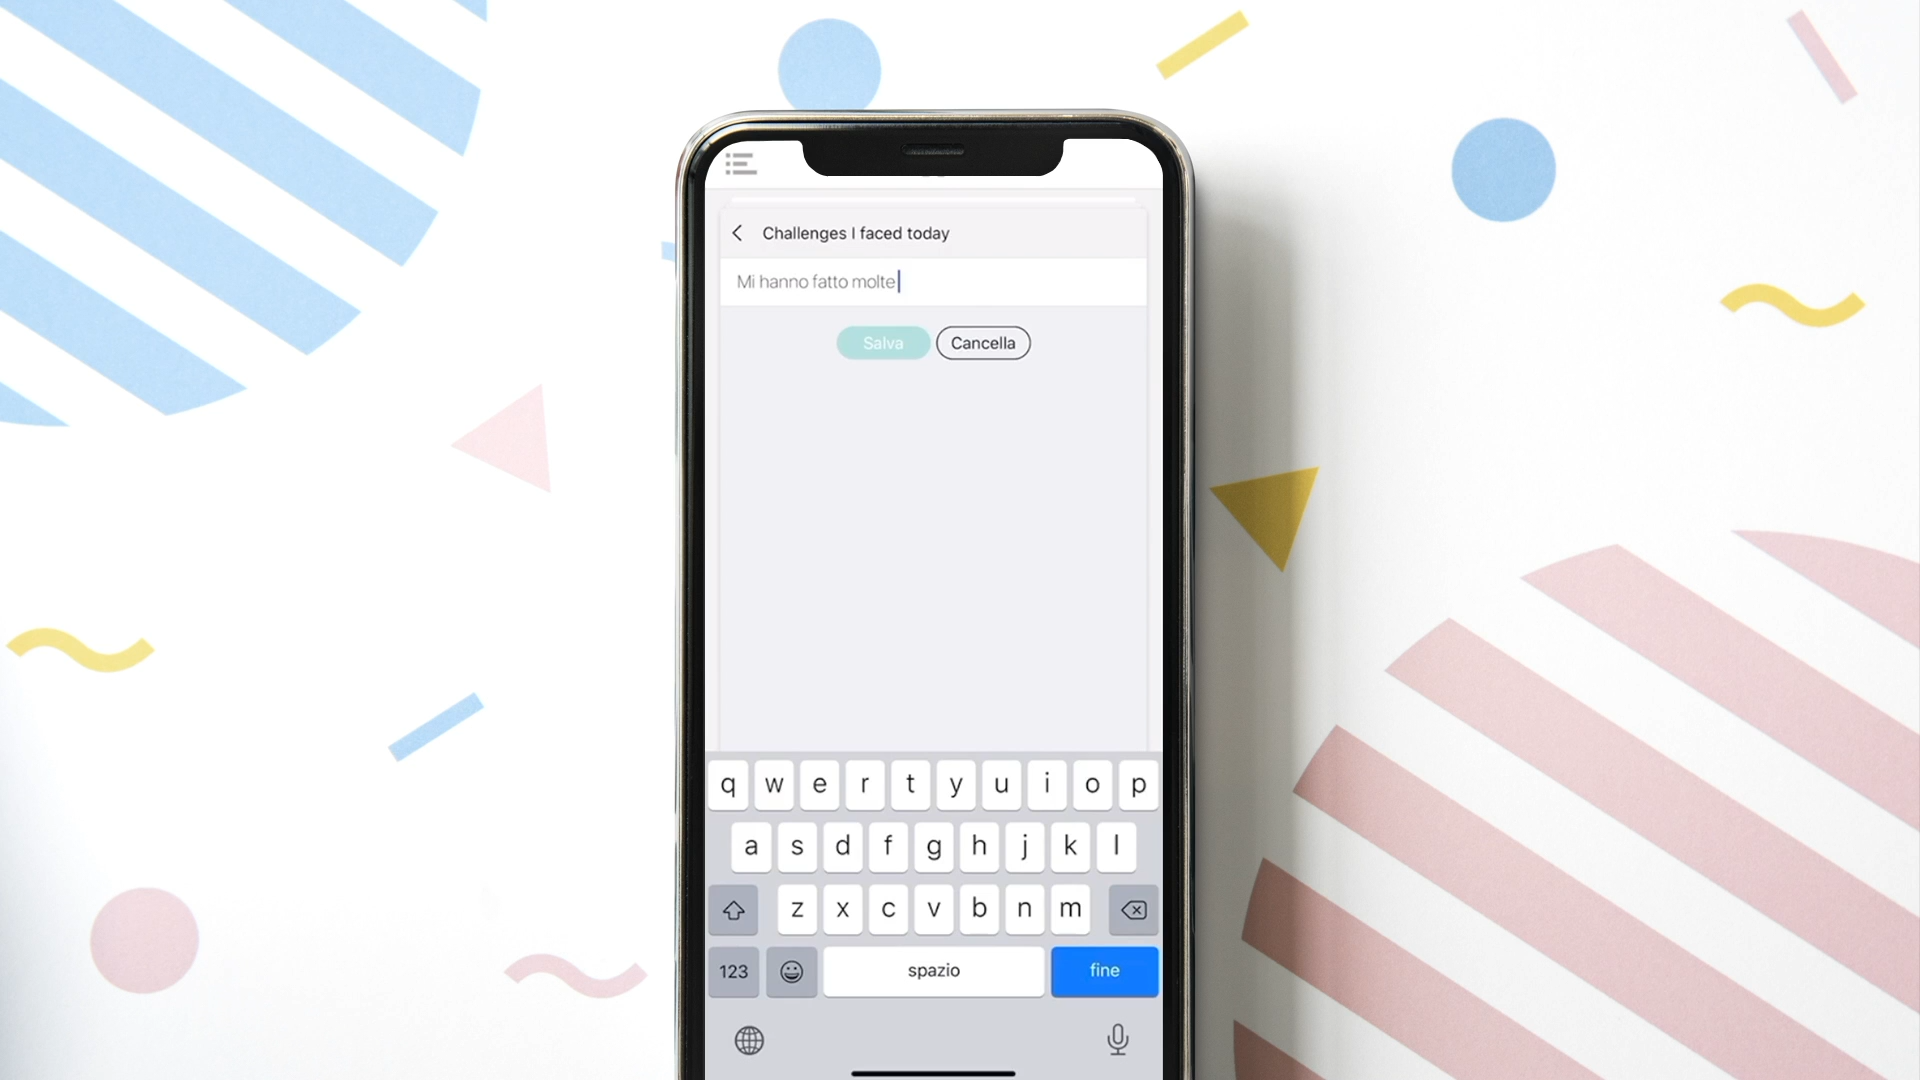 Challenges I faced today
Mi hanno fatto molte
Salva Cancella
q w e r t y u i o p
a s d f g h j k l
z x c v b n m
123 spazio fine